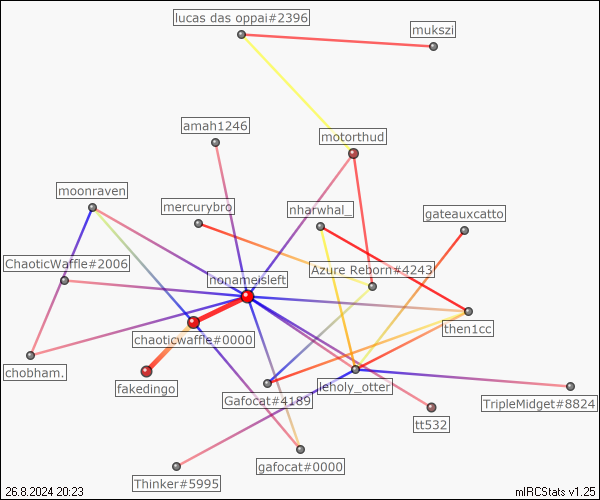 lucas das oppai#2396
mukszi
amah1246
motorthud
moonraven
mercurybro
nharwhal_
gateauxcatto
ChaoticWaffle#2006
nonameisleft
Azure Reborn#4243
then1cc
chaoticwaffle#0000
chobham.
fakedingo
Gafocat#4189
leholy_otter
TripleMidget#8824
tt532
gafocat#0000
Thinker#5995
26.8.2024 20:23
mIRCStats v1.25